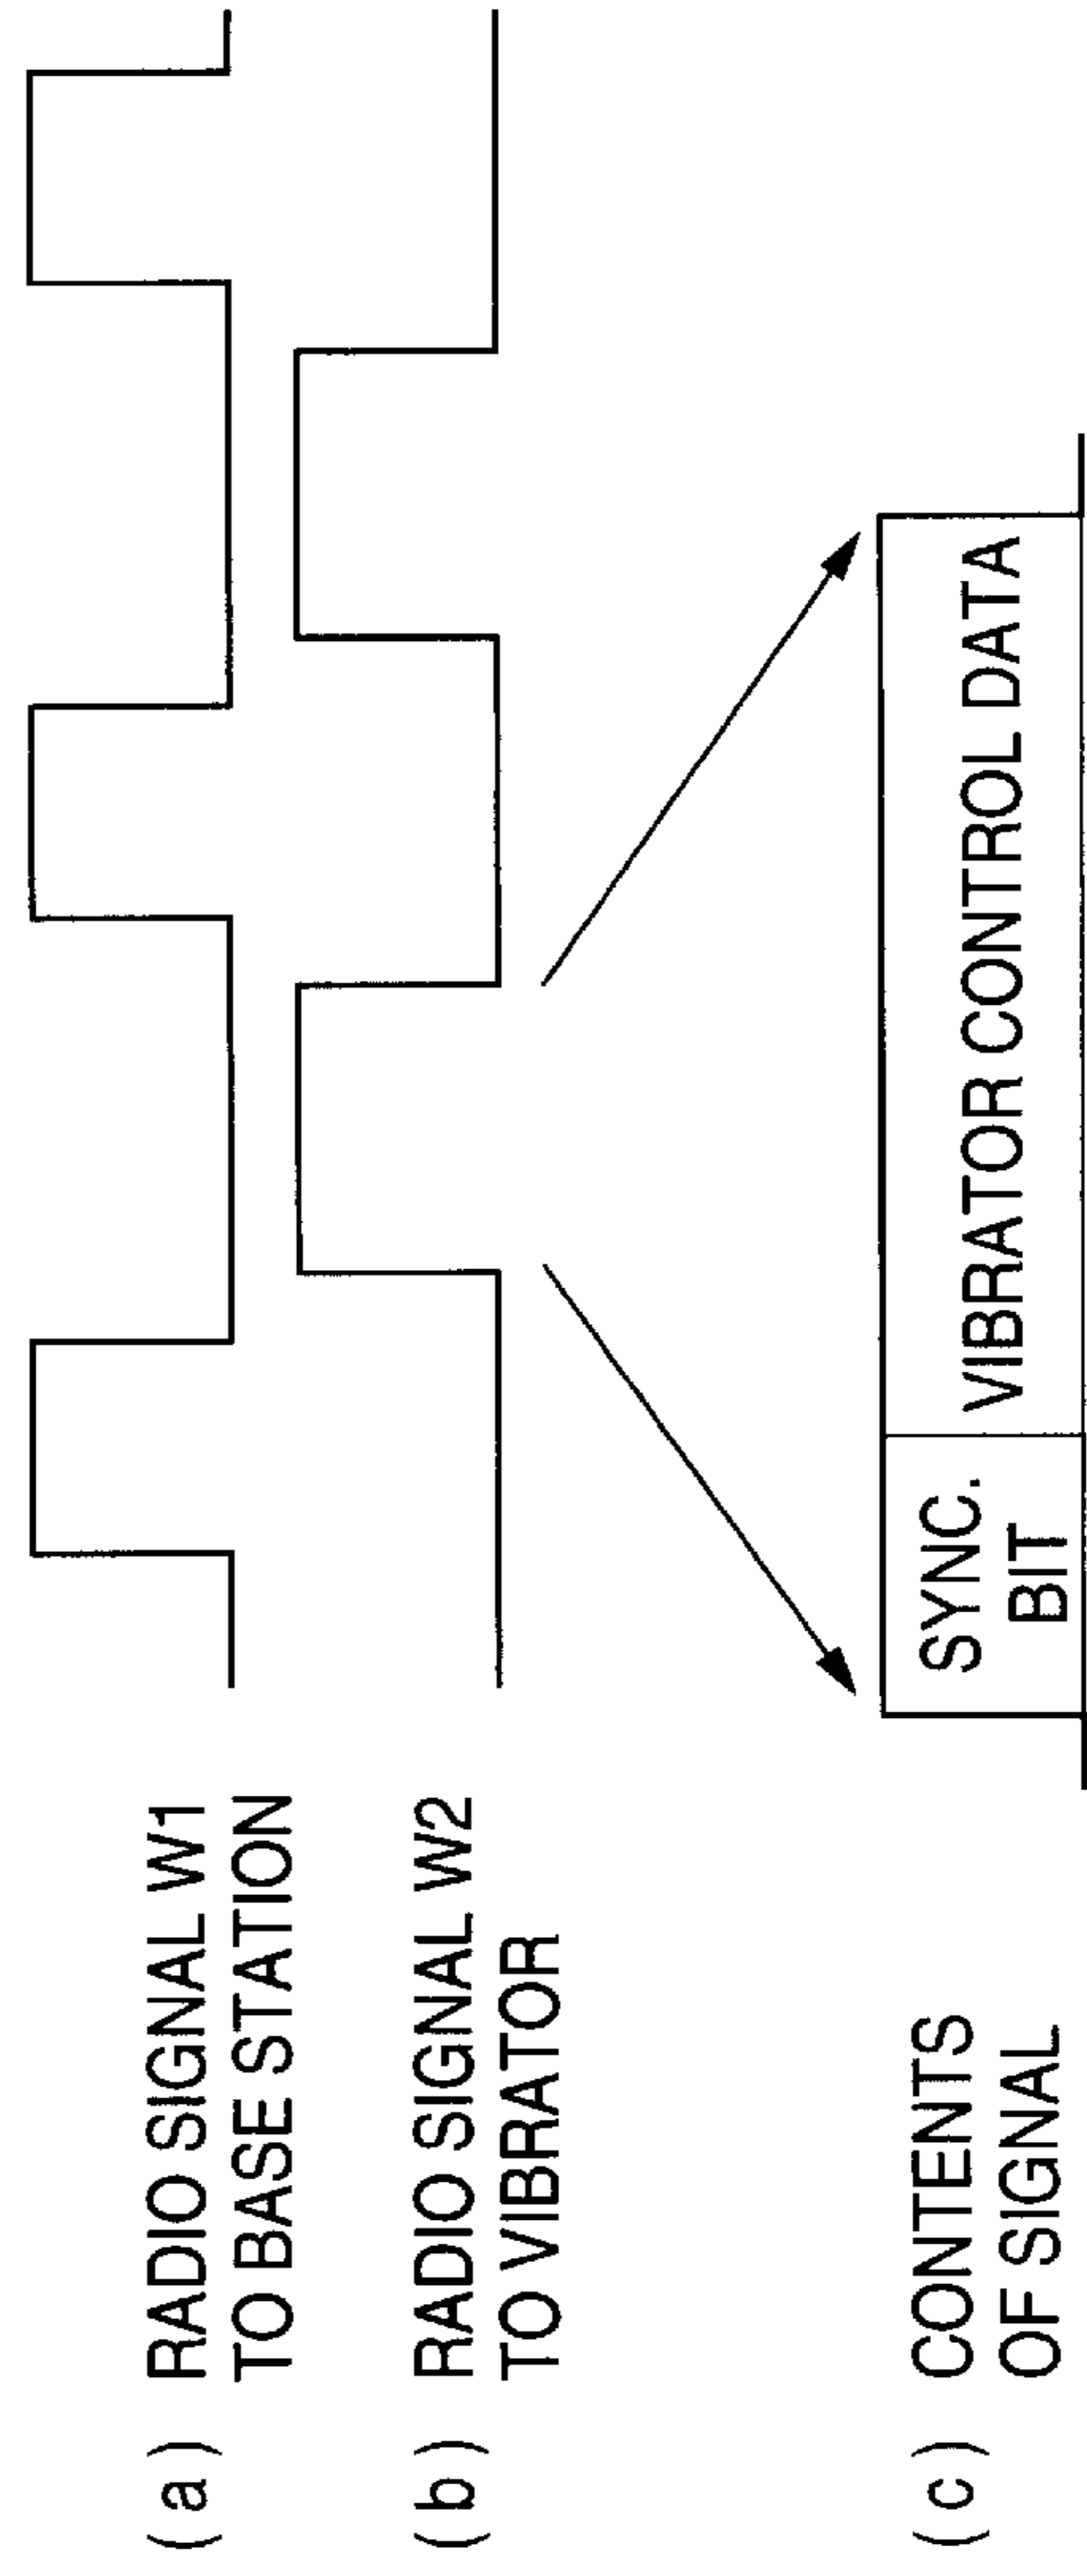 ( a ) RADIO SIGNAL W1
TO BASE STATION
( b ) RADIO SIGNAL W2
TO VIBRATOR
( c ) CONTENTS
OF SIGNAL
SYNC.
BIT
VIBRATOR CONTROL DATA